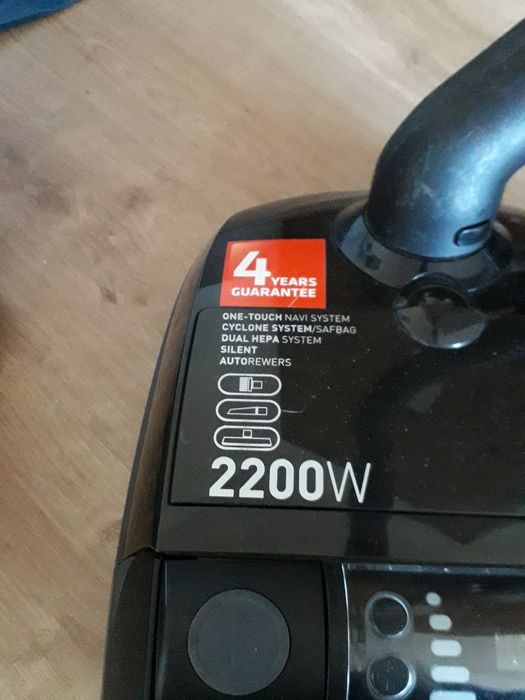 4 YEARS
GUARANTEE
ONE-TOUCH NAVI SYSTEM
CYCLONE SYSTEM/SAFBAG
DUAL HEPA SYSTEM
SILENT
AUTOREWERS
2200W